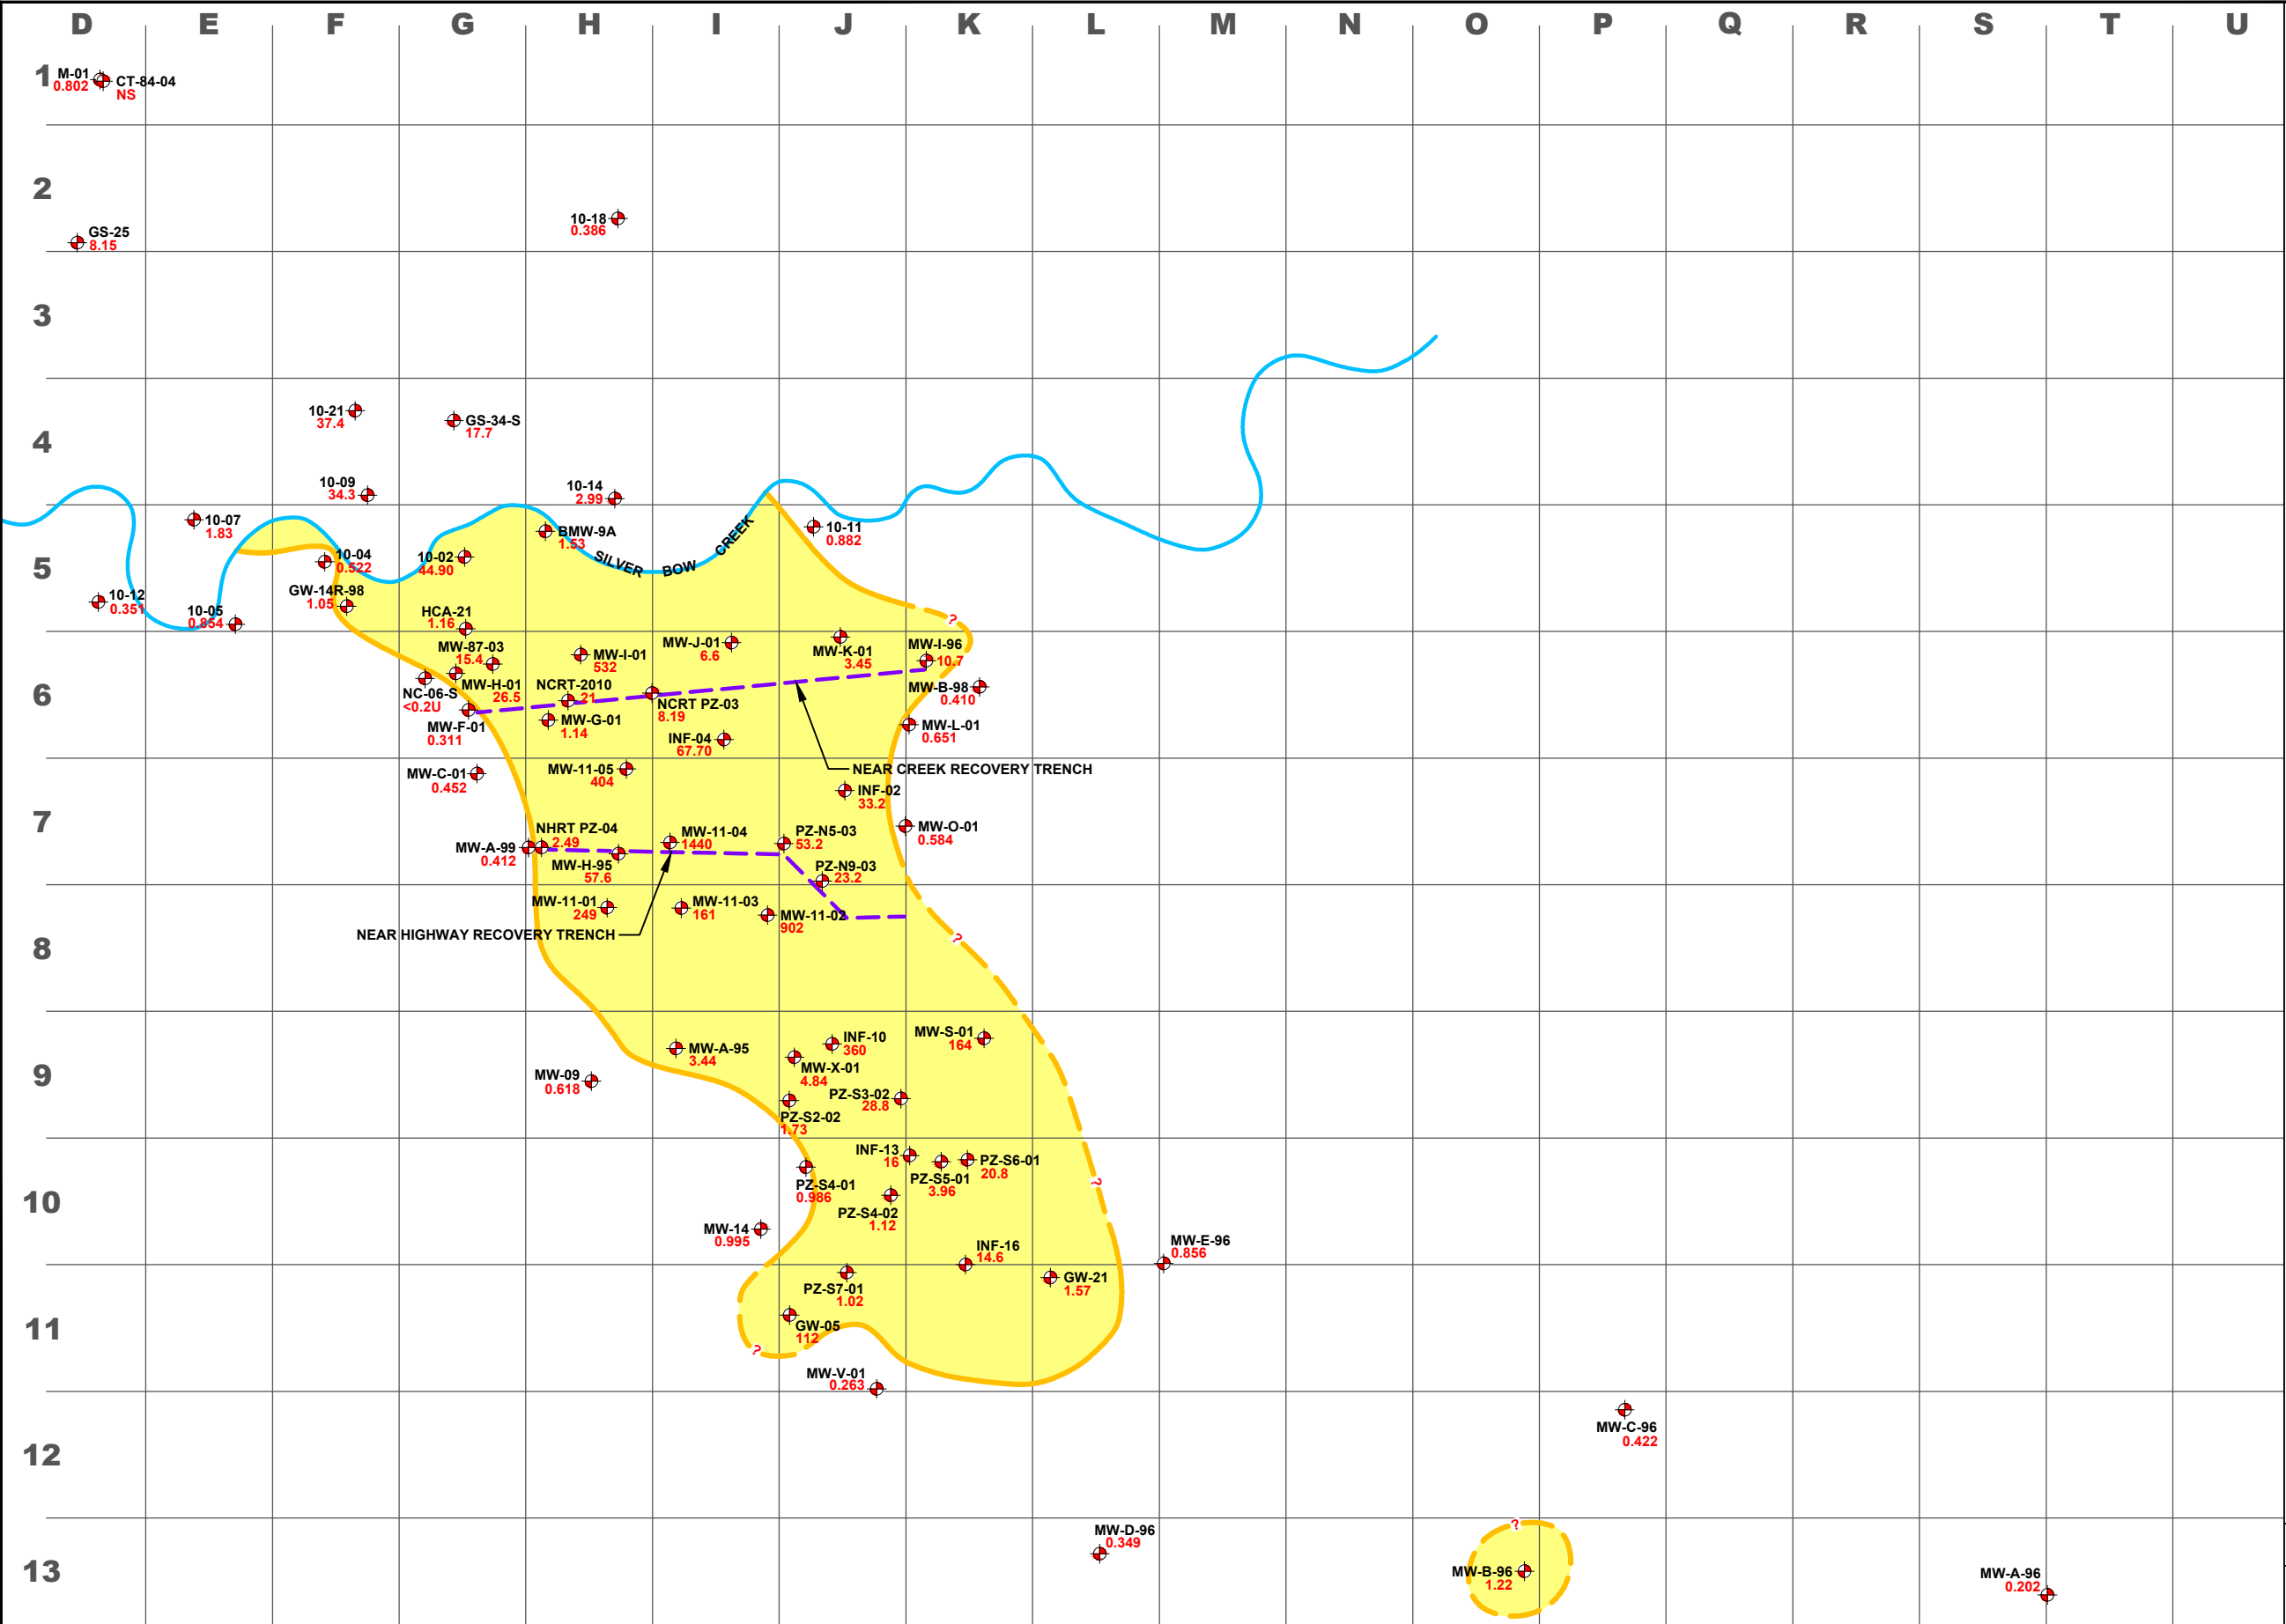 D E F G H I J K L M N O P Q R S T U
1
M-01
0.802
CT-84-04
NS
2
10-18
0.386
GS-25
8.15
3
4
10-21
37.4
GS-34-S
17.7
10-09
34.3
10-14
2.99
5
10-07
1.83
BMW-9A
1.53
10-11
0.882
10-04
0.522
10-02
44.90
SILVER BOW CREEK
10-12
0.351
GW-14R-98
1.05
10-05
0.854
HCA-21
1.16
?
6
MW-87-03
15.4
MW-I-01
532
MW-J-01
6.6
MW-K-01
3.45
MW-I-96
10.7
NC-06-S
<0.2U
MW-H-01
26.5
NCRT-2010
21
NCRT PZ-03
8.19
MW-B-98
0.410
MW-F-01
0.311
MW-G-01
1.14
MW-L-01
0.651
INF-04
67.70
7
MW-C-01
0.452
MW-11-05
404
NEAR CREEK RECOVERY TRENCH
INF-02
33.2
NHRT PZ-04
2.49
MW-11-04
1440
PZ-N5-03
53.2
MW-O-01
0.584
MW-A-99
0.412
MW-H-95
57.6
PZ-N9-03
23.2
8
MW-11-01
249
MW-11-03
161
MW-11-02
902
NEAR HIGHWAY RECOVERY TRENCH
?
9
MW-A-95
3.44
INF-10
360
MW-S-01
164
MW-X-01
4.84
MW-09
0.618
PZ-S3-02
28.8
PZ-S2-02
1.73
10
INF-13
16
PZ-S5-01
3.96
PZ-S6-01
20.8
?
PZ-S4-01
0.986
PZ-S4-02
1.12
MW-14
0.995
INF-16
14.6
MW-E-96
0.856
11
PZ-S7-01
1.02
GW-21
1.57
GW-05
112
?
MW-V-01
0.263
12
MW-C-96
0.422
13
MW-D-96
0.349
?
MW-B-96
1.22
MW-A-96
0.202